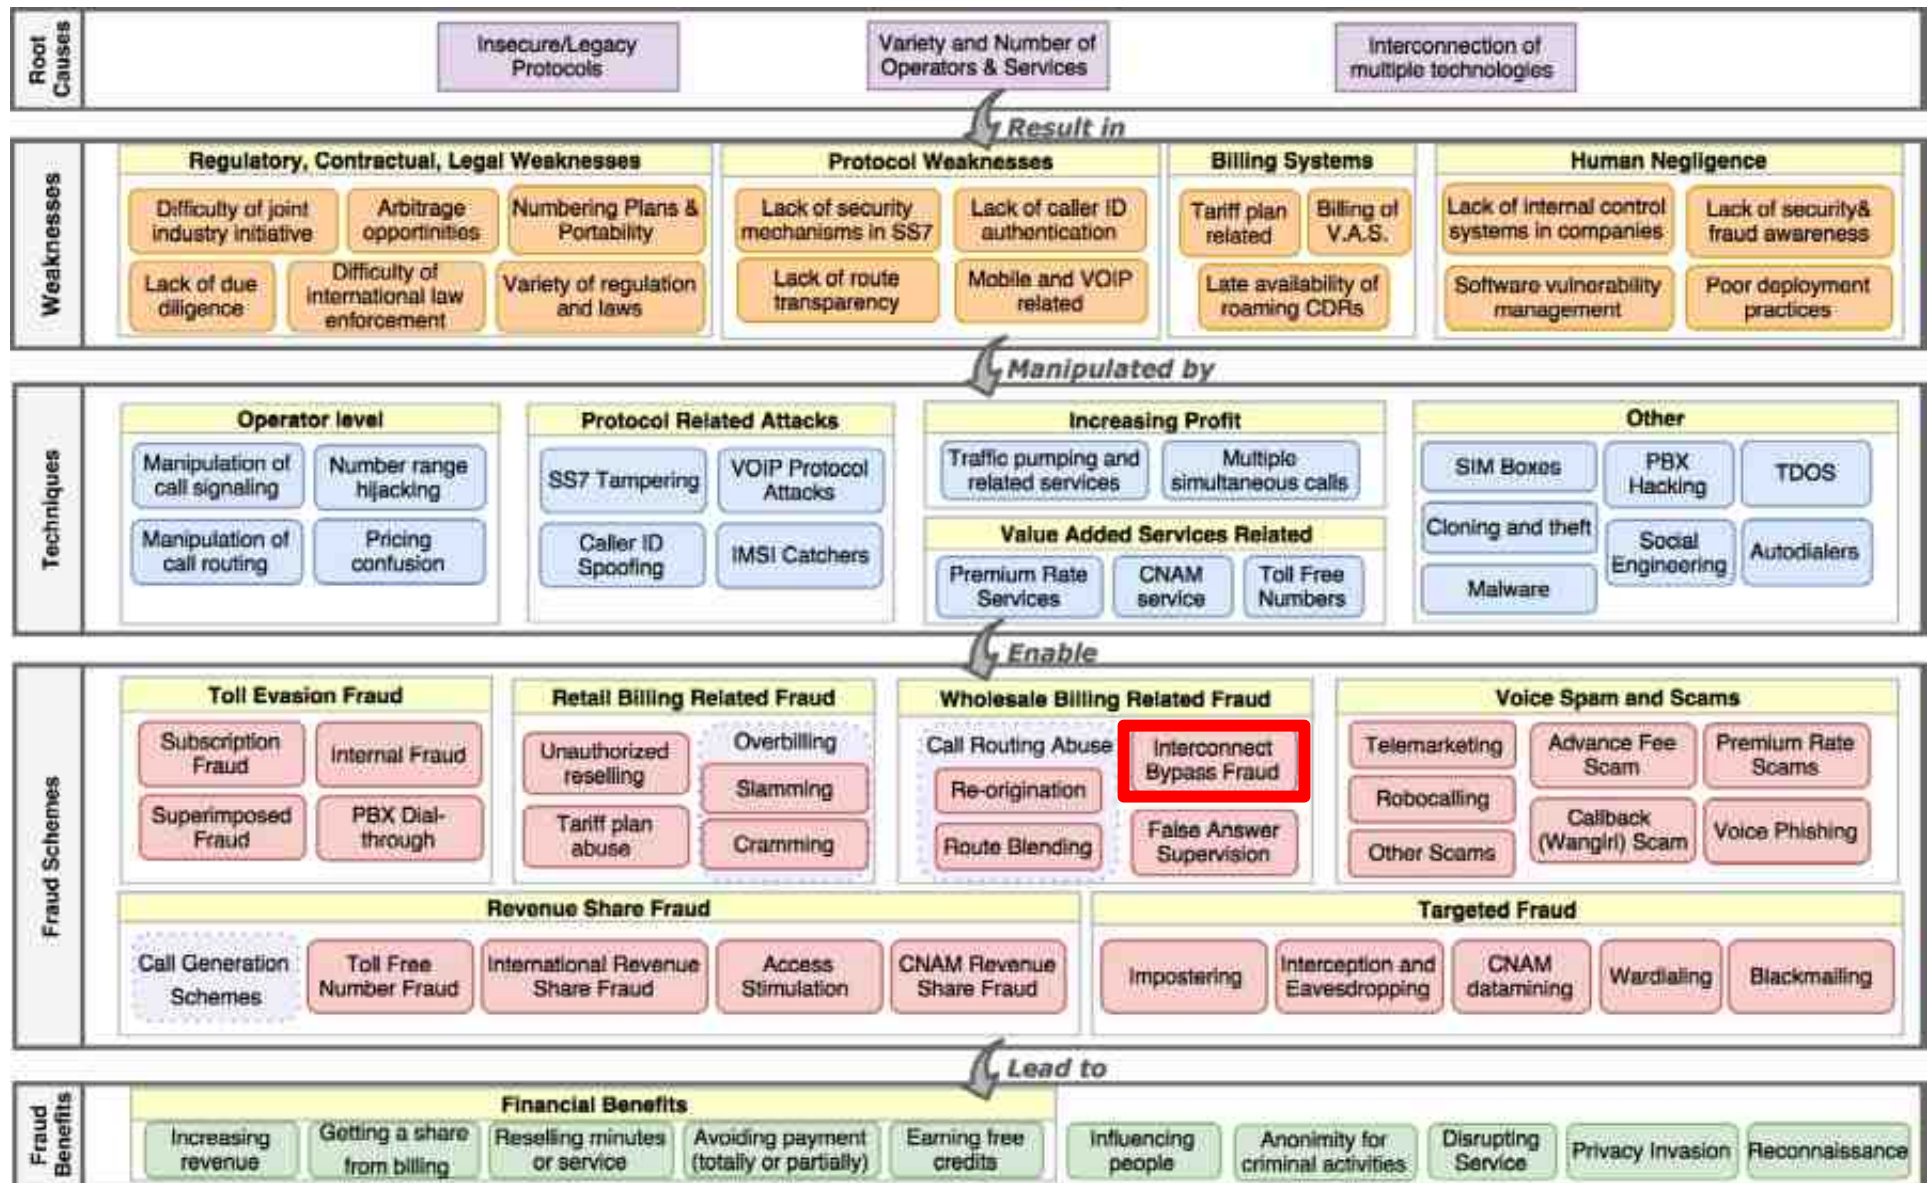 Root
Causes
Insecure/Legacy
Protocols
Variety and Number of
Operators & Services
Interconnection of
multiple technologies
Result in
Weaknesses
Regulatory, Contractual, Legal Weaknesses
Difficulty of joint
industry initiative
Arbitrage
opportinities
Numbering Plans &
Portability
Lack of due
diligence
Difficulty of
international law
enforcement
Variety of regulation
and laws
Protocol Weaknesses
Lack of security
mechanisms in SS7
Lack of caller ID
authentication
Lack of route
transparency
Mobile and VOIP
related
Billing Systems
Tariff plan
related
Billing of
V.A.S.
Late availability of
roaming CDRs
Human Negligence
Lack of internal control
systems in companies
Lack of security&
fraud awareness
Software vulnerability
management
Poor deployment
practices
Manipulated by
Techniques
Operator level
Manipulation of
call signaling
Number range
hijacking
Manipulation of
call routing
Pricing
confusion
Protocol Related Attacks
SS7 Tampering
VOIP Protocol
Attacks
Caller ID
Spoofing
IMSI Catchers
Increasing Profit
Traffic pumping and
related services
Multiple
simultaneous calls
Value Added Services Related
Premium Rate
Services
CNAM
service
Toll Free
Numbers
Other
SIM Boxes
PBX
Hacking
TDOS
Cloning and theft
Social
Engineering
Autodialers
Malware
Enable
Fraud Schemes
Toll Evasion Fraud
Subscription
Fraud
Internal Fraud
Superimposed
Fraud
PBX Dial-
through
Retail Billing Related Fraud
Unauthorized
reselling
Tariff plan
abuse
Overbilling
Slamming
Cramming
Wholesale Billing Related Fraud
Call Routing Abuse
Re-origination
Route Blending
Interconnect
Bypass Fraud
False Answer
Supervision
Voice Spam and Scams
Telemarketing
Advance Fee
Scam
Premium Rate
Scams
Robocalling
Callback
(Wangiri) Scam
Voice Phishing
Other Scams
Revenue Share Fraud
Call Generation
Schemes
Toll Free
Number Fraud
International Revenue
Share Fraud
Access
Stimulation
CNAM Revenue
Share Fraud
Targeted Fraud
Impostering
Interception and
Eavesdropping
CNAM
datamining
Wardialing
Blackmailing
Lead to
Fraud
Benefits
Financial Benefits
Increasing
revenue
Getting a share
from billing
Reselling minutes
or service
Avoiding payment
(totally or partially)
Earning free
credits
Influencing
people
Anonimity for
criminal activities
Disrupting
Service
Privacy Invasion
Reconnaissance